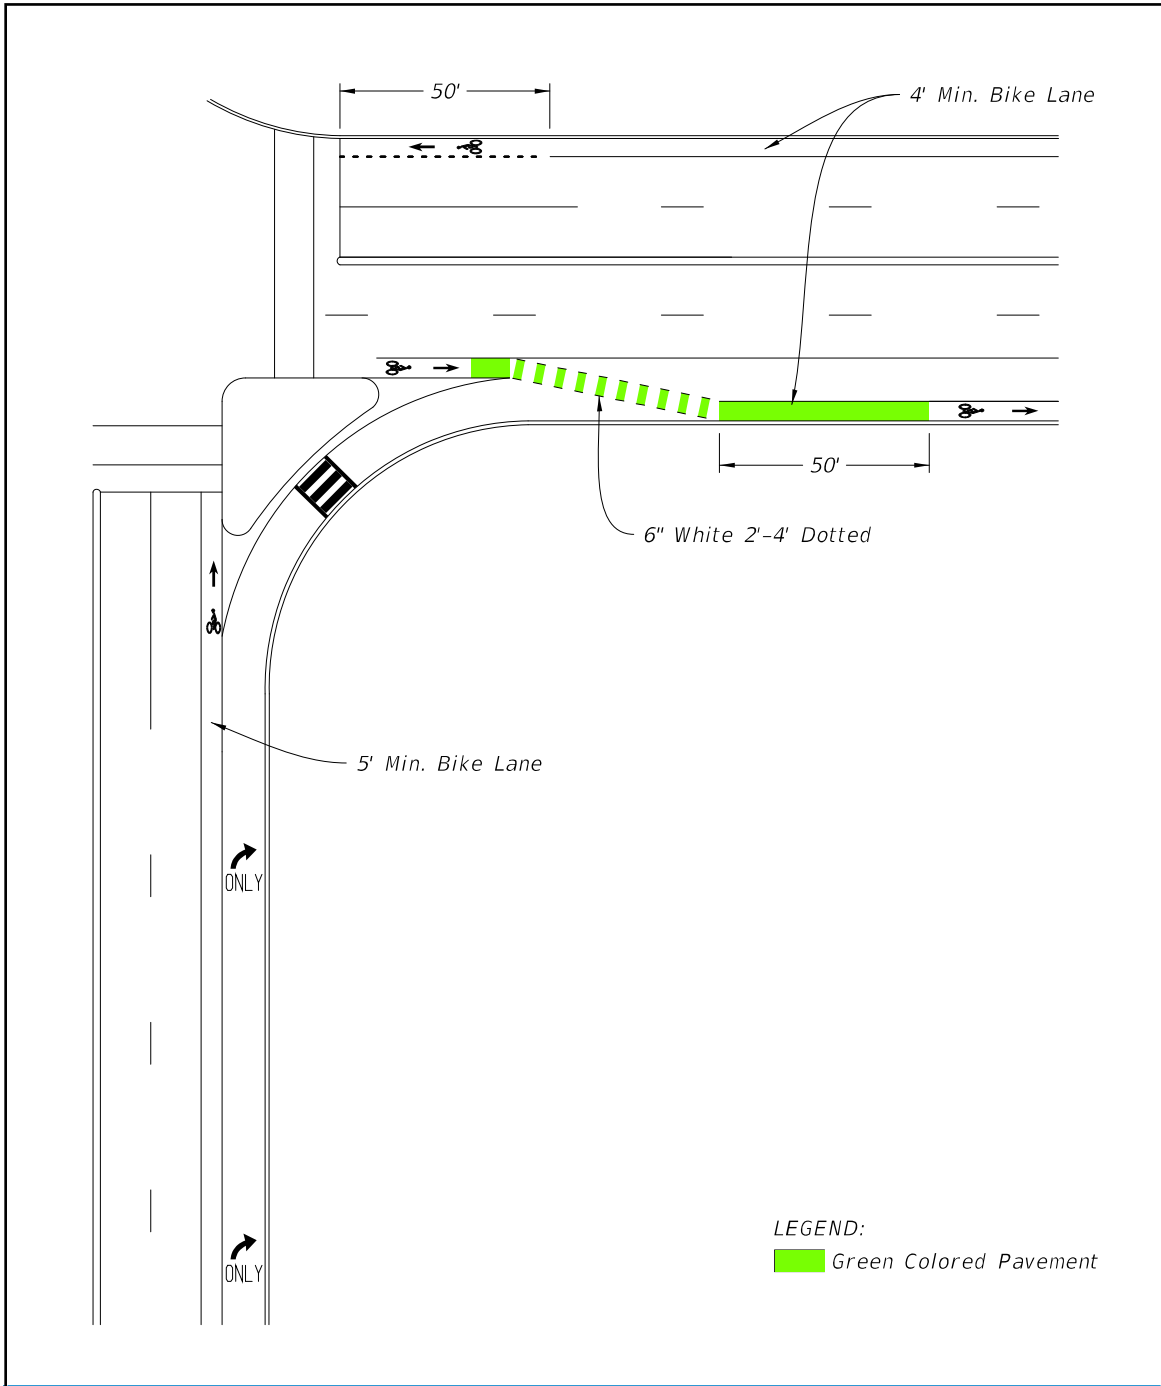 50'
4' Min. Bike Lane
50'
6" White 2'-4' Dotted
5' Min. Bike Lane
ONLY
ONLY
LEGEND:
Green Colored Pavement